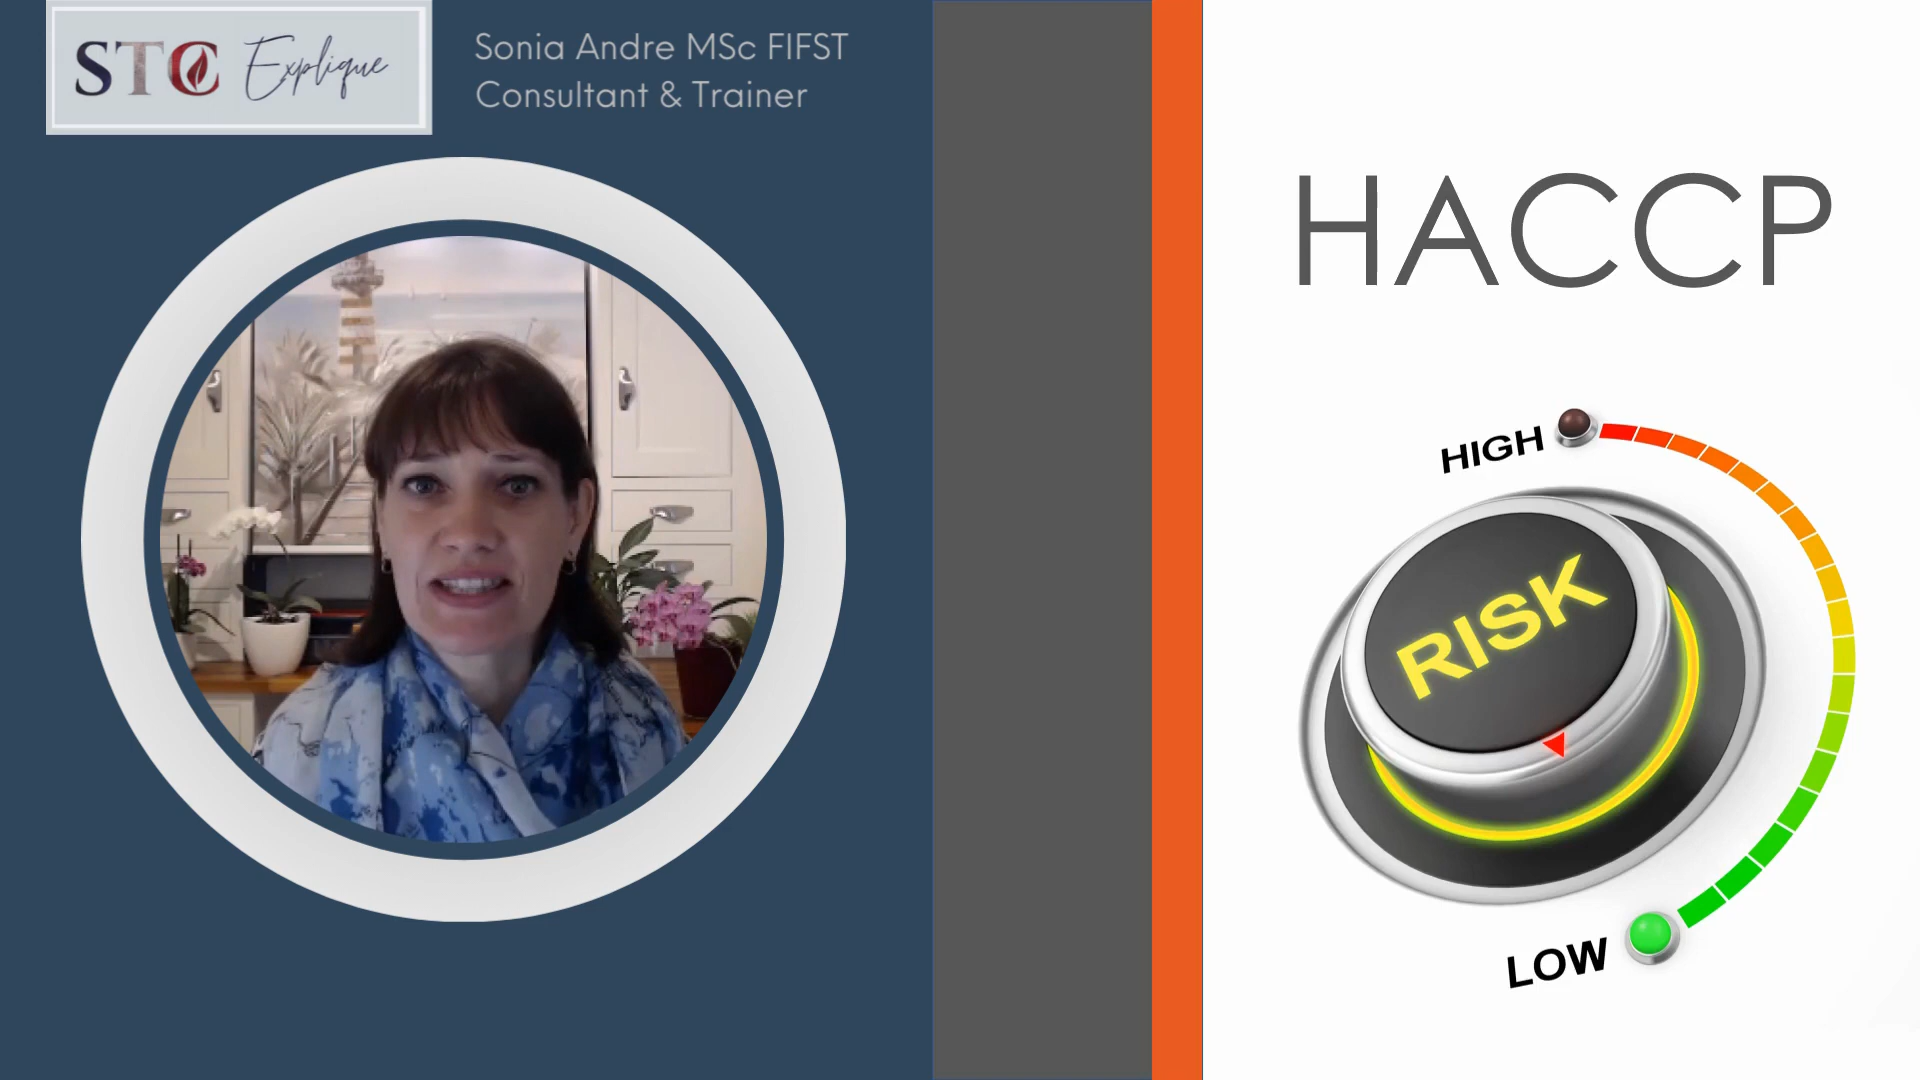 STC Explique
Sonia Andre MSc FIFST
Consultant & Trainer
HACCP
HIGH
RISK
LOW